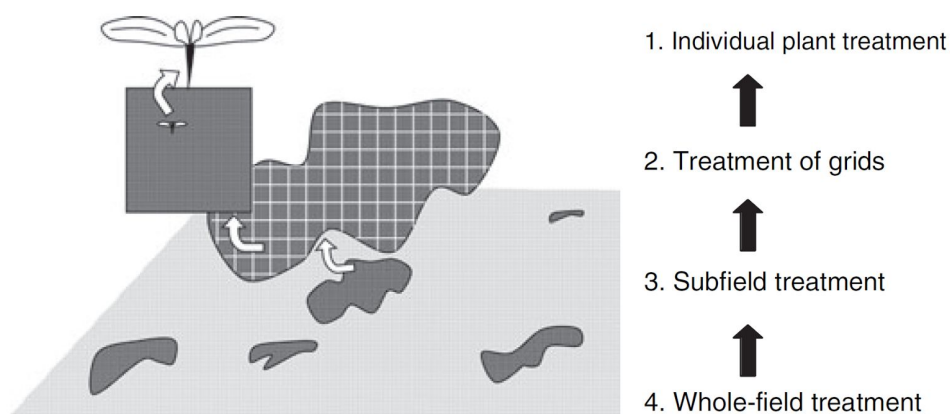 1. Individual plant treatment
2. Treatment of grids
3. Subfield treatment
4. Whole-field treatment